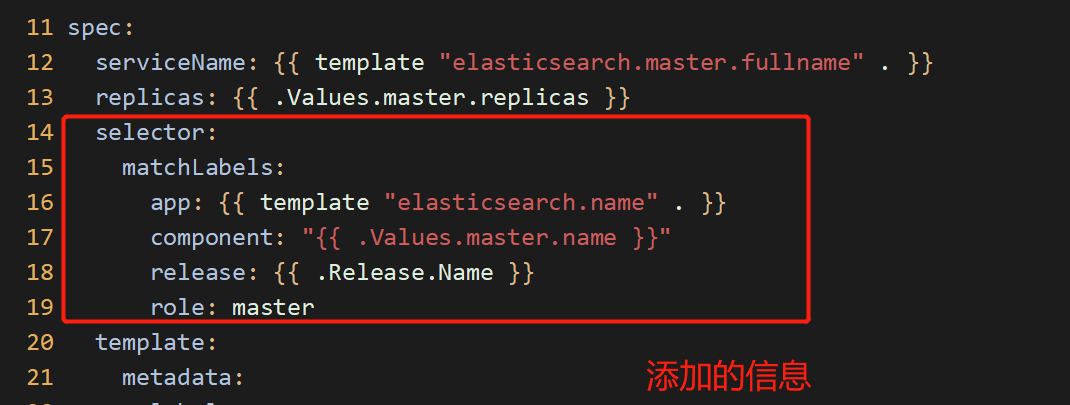 11 spec:
12   serviceName: {{ template "elasticsearch.master.fullname" . }}
13   replicas: {{ .Values.master.replicas }}
14   selector:
15     matchLabels:
16       app: {{ template "elasticsearch.name" . }}
17       component: "{{ .Values.master.name }}"
18       release: {{ .Release.Name }}
19       role: master
20   template:
21     metadata:
添加的信息